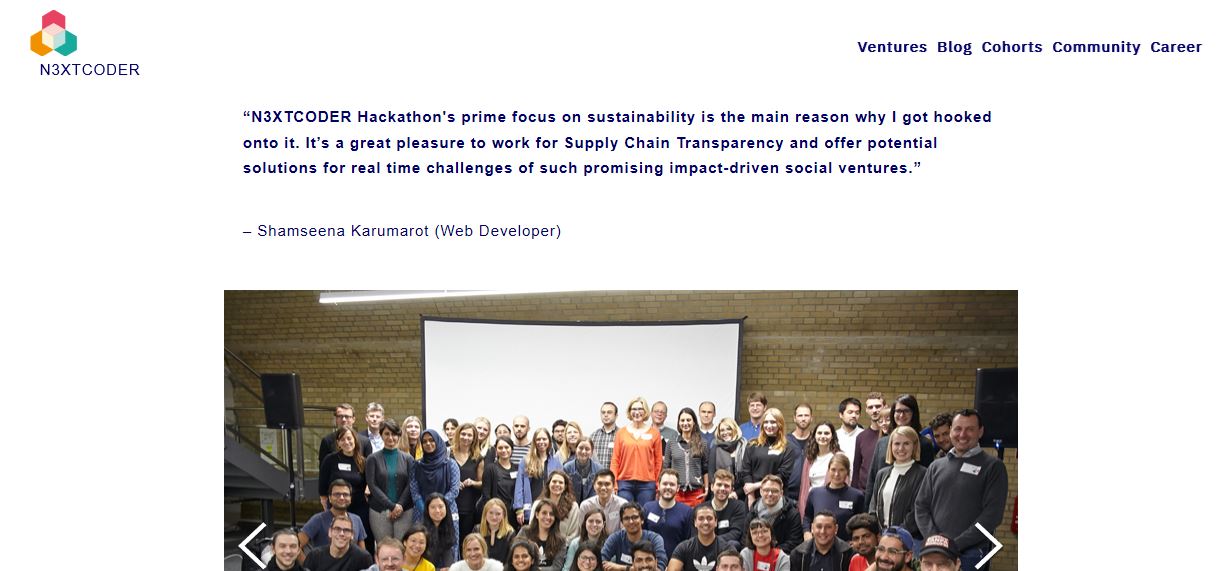 N3XTCODER
Ventures Blog Cohorts Community Career
“N3XTCODER Hackathon's prime focus on sustainability is the main reason why I got hooked
onto it. It’s a great pleasure to work for Supply Chain Transparency and offer potential
solutions for real time challenges of such promising impact-driven social ventures.”
– Shamseena Karumarot (Web Developer)